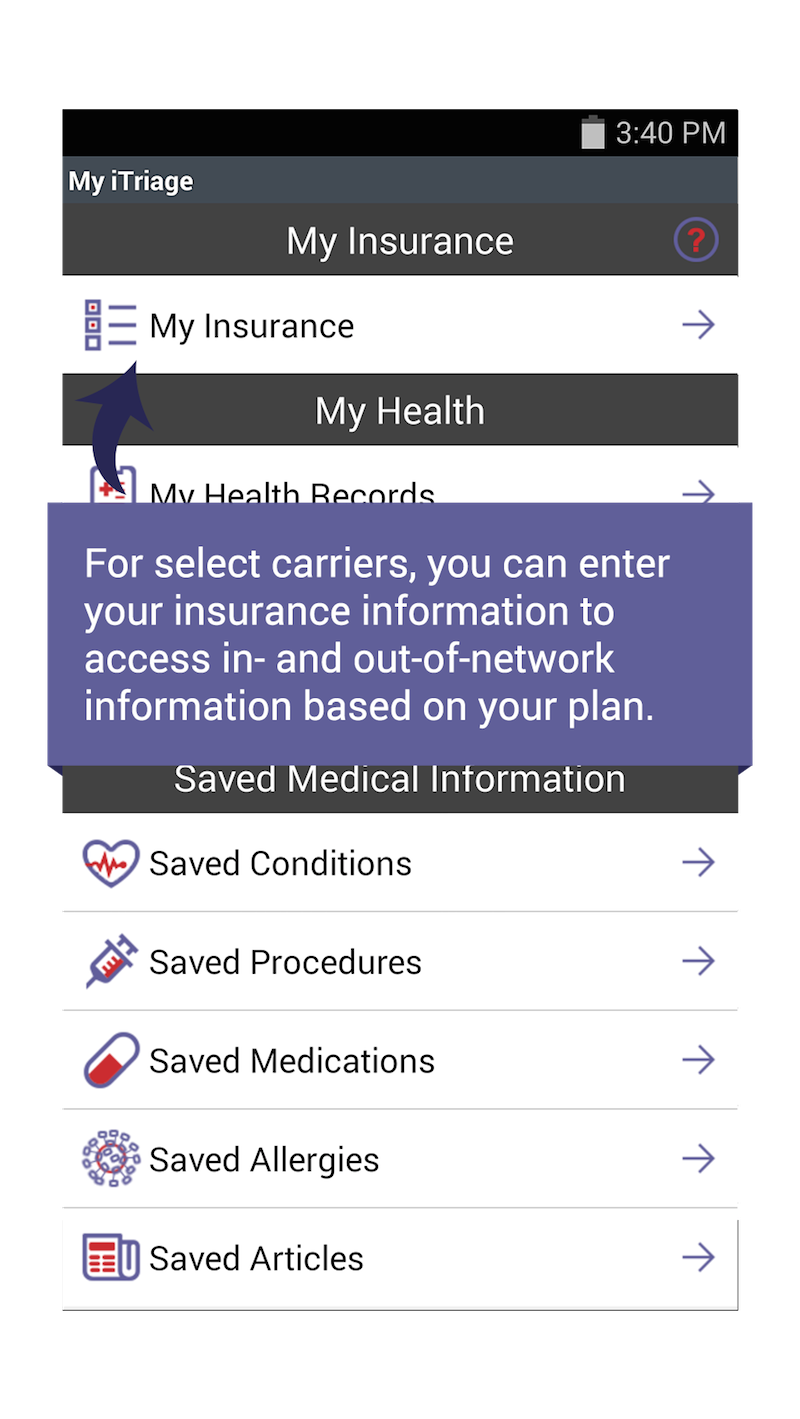 3:40 PM
My iTriage
My Insurance
?
My Insurance
My Health
My Health Records
For select carriers, you can enter
your insurance information to
access in- and out-of-network
information based on your plan.
Saved Medical Information
Saved Conditions
Saved Procedures
Saved Medications
Saved Allergies
Saved Articles